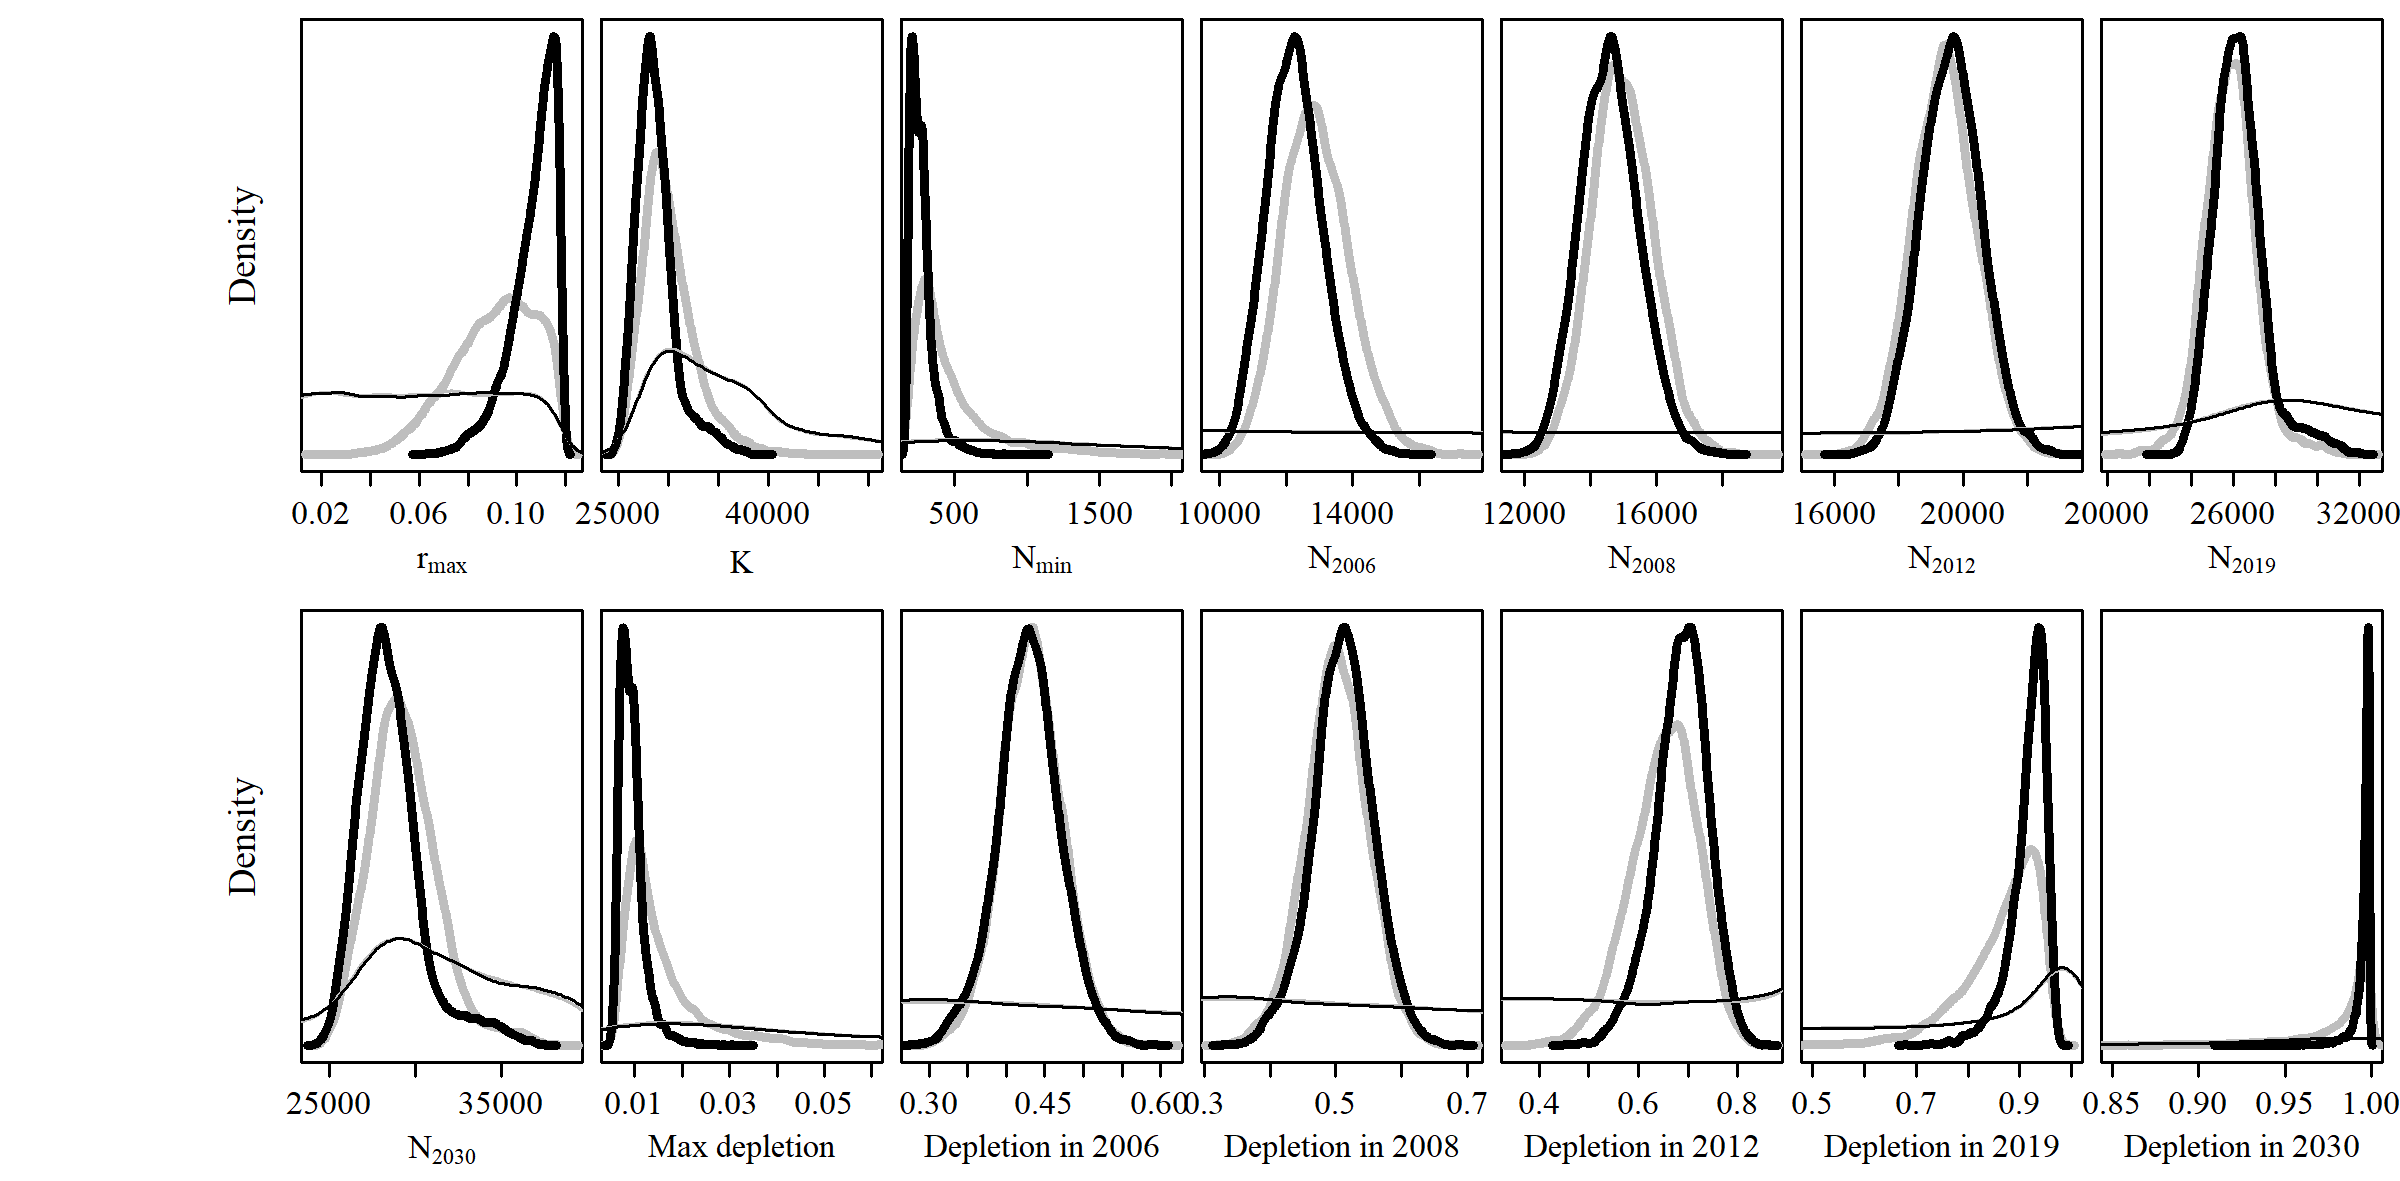 Density
0.02 0.06 0.10 25000 40000 500 1500 10000 14000 12000 16000 16000 20000 20000 26000 32000
r_max K N_min N_2006 N_2008 N_2012 N_2019
Density
25000 35000 0.01 0.03 0.05 0.30 0.45 0.60 0.3 0.5 0.7 0.4 0.6 0.8 0.5 0.7 0.9 0.85 0.90 0.95 1.00
N_2030 Max depletion Depletion in 2006 Depletion in 2008 Depletion in 2012 Depletion in 2019 Depletion in 2030